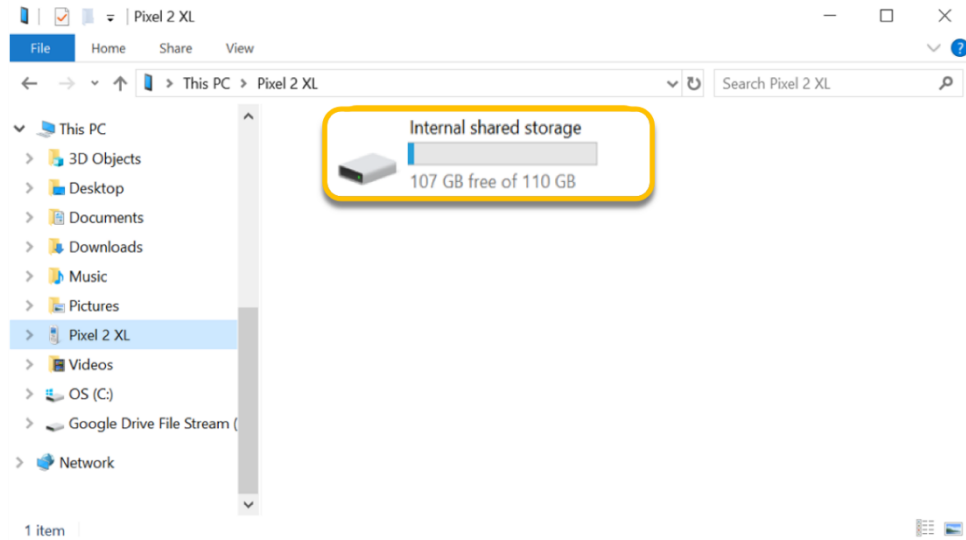 Pixel 2 XL
File Home Share View
?
This PC > Pixel 2 XL
Search Pixel 2 XL
This PC
3D Objects
Desktop
Documents
Downloads
Music
Pictures
Pixel 2 XL
Videos
OS (C:)
Google Drive File Stream (
Network
Internal shared storage
107 GB free of 110 GB
1 item